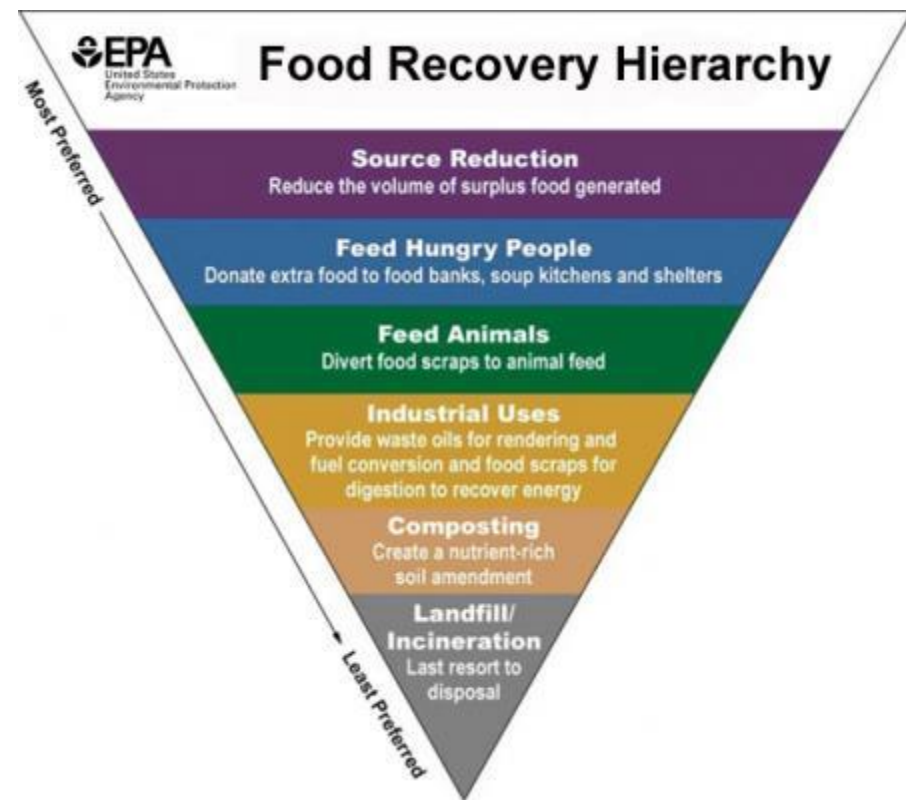 EPA
United States
Environmental Protection
Agency
Food Recovery Hierarchy
Most Preferred
Source Reduction
Reduce the volume of surplus food generated
Feed Hungry People
Donate extra food to food banks, soup kitchens and shelters
Feed Animals
Divert food scraps to animal feed
Industrial Uses
Provide waste oils for rendering and
fuel conversion and food scraps for
digestion to recover energy
Composting
Create a nutrient-rich
soil amendment
Landfill/
Incineration
Last resort to
disposal
Least Preferred